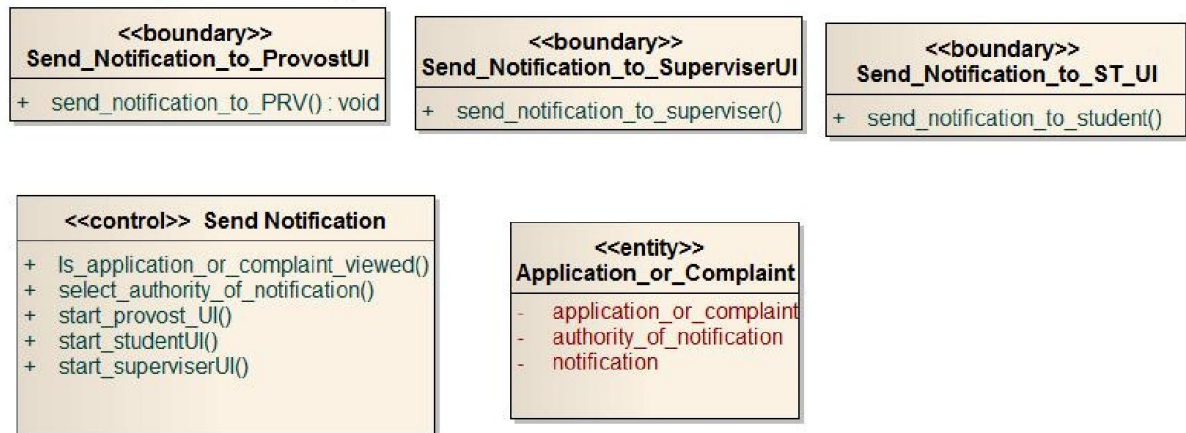 <<boundary>>
Send_Notification_to_ProvostUI
+ send_notification_to_PRV() : void
<<boundary>>
Send_Notification_to_SuperviserUI
+ send_notification_to_superviser()
<<boundary>>
Send_Notification_to_ST_UI
+ send_notification_to_student()
<<control>> Send Notification
+ Is_application_or_complaint_viewed()
+ select_authority_of_notification()
+ start_provost_UI()
+ start_studentUI()
+ start_superviserUI()
<<entity>>
Application_or_Complaint
- application_or_complaint
- authority_of_notification
- notification